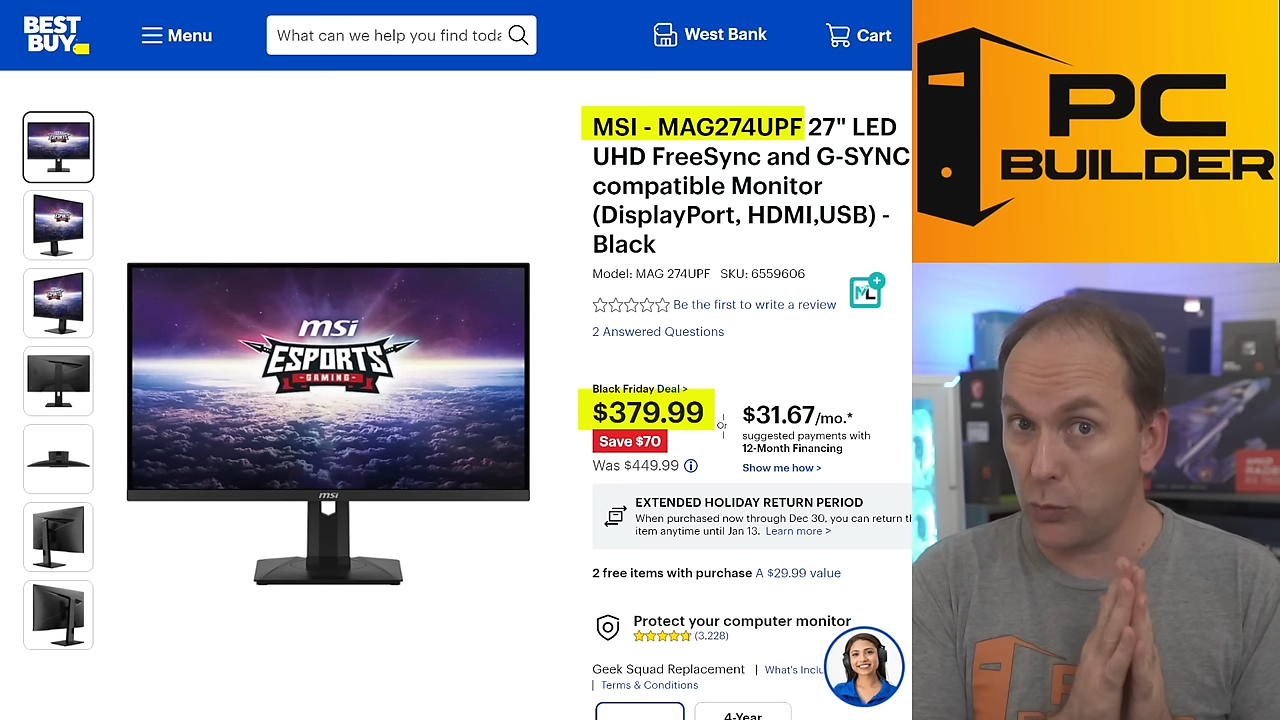 BEST
BUY
Menu
What can we help you find toda
West Bank
Cart
MSI - MAG274UPF 27" LED
UHD FreeSync and G-SYNC
compatible Monitor
(DisplayPort, HDMI,USB) -
Black
Model: MAG 274UPF SKU: 6559606
ML
Be the first to write a review
2 Answered Questions
Black Friday Deal >
$379.99
Save $70
Was $449.99
Or
$31.67/mo.*
suggested payments with
12-Month Financing
Show me how >
EXTENDED HOLIDAY RETURN PERIOD
When purchased now through Dec 30, you can return th
item anytime until Jan 13. Learn more >
2 free items with purchase A $29.99 value
Protect your computer monitor
(3,228)
Geek Squad Replacement | What's Inclu
| Terms & Conditions
4-Year
msi
ESPORTS
GAMING
msi
PC
BUILDER